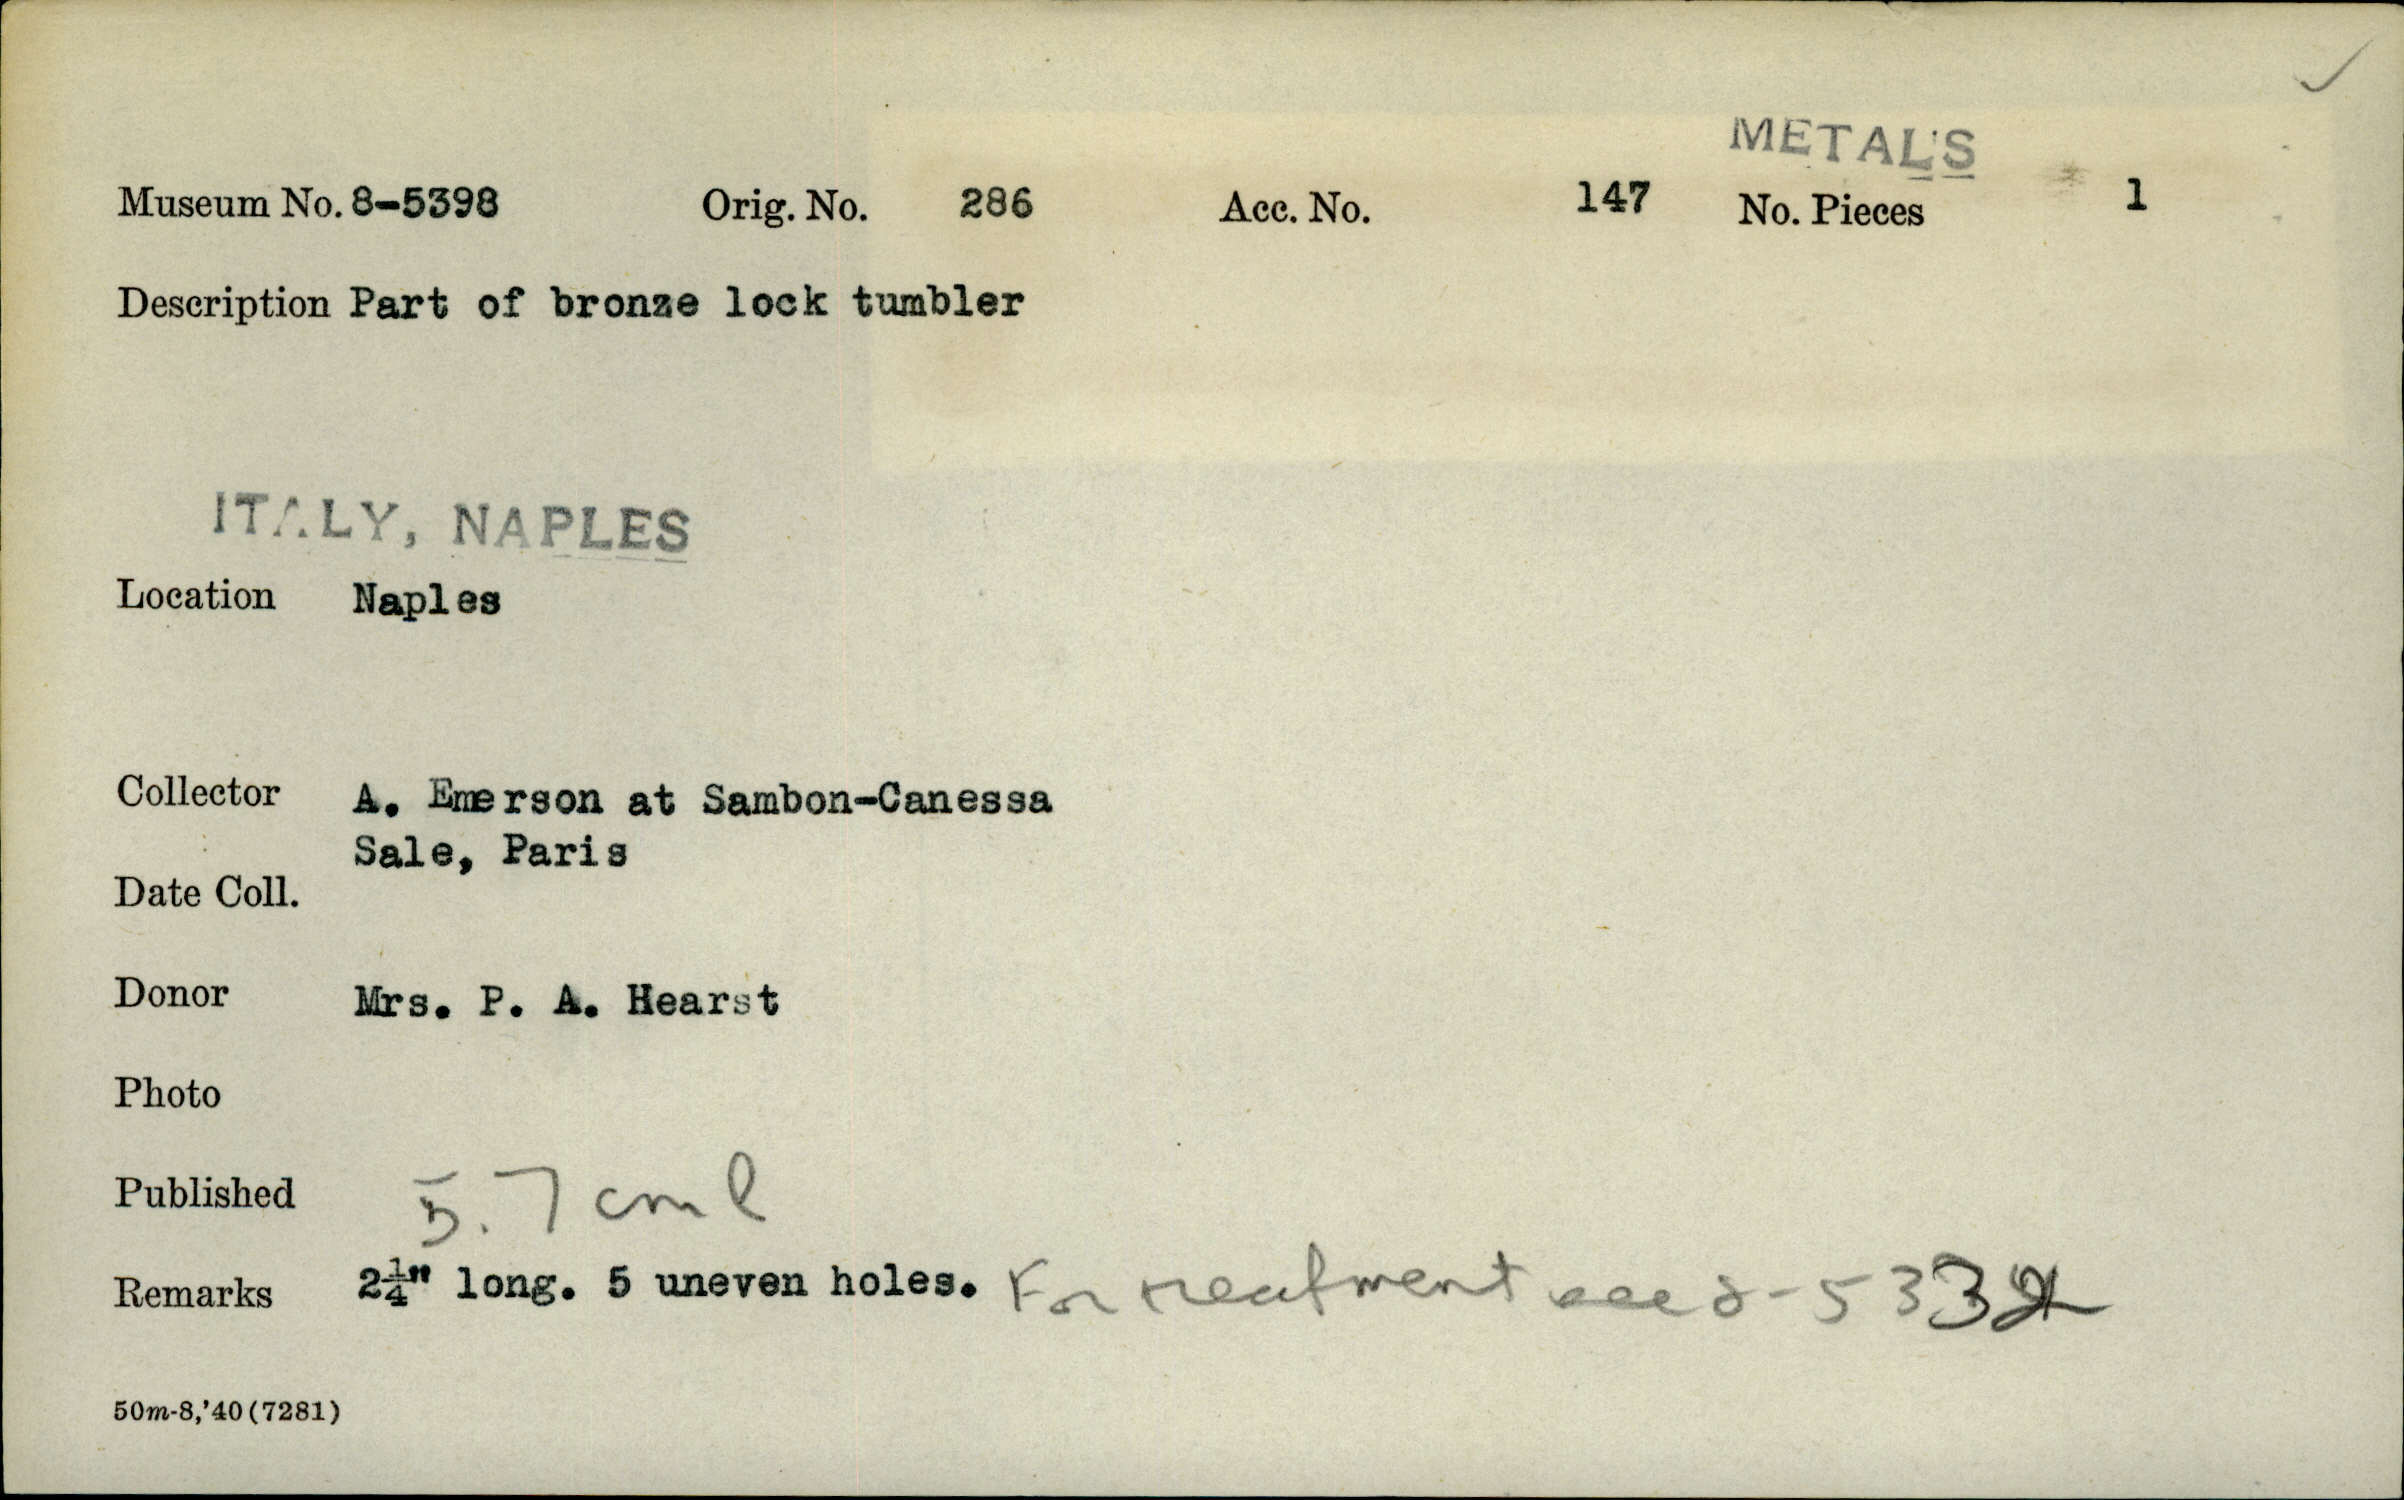 METALS
Museum No. 8-5398 Orig. No. 286 Acc. No. 147 No. Pieces 1
Description Part of bronze lock tumbler
ITALY, NAPLES
Location Naples
Collector A. Emerson at Sambon-Canessa
Sale, Paris
Date Coll.
Donor Mrs. P. A. Hearst
Photo
Published
5.7 cm l
Remarks 2¼" long. 5 uneven holes. For treatment see 8-533
50m-8,'40(7281)